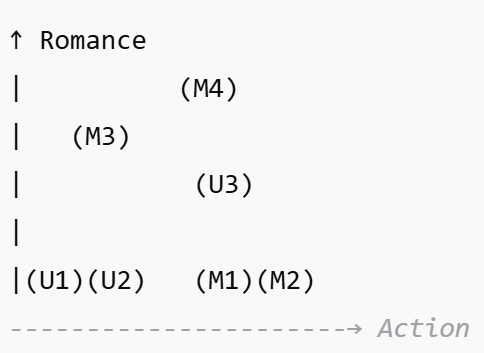 ↑ Romance
|          (M4)
|   (M3)
|           (U3)
|
|(U1)(U2)   (M1)(M2)
----------------------→ Action